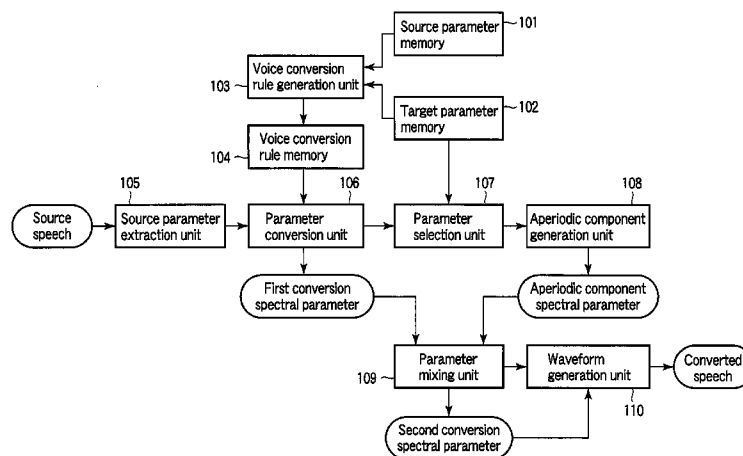 101
Source parameter
memory
Voice conversion
rule generation unit
103
102
Target parameter
memory
Voice conversion
rule memory
104
105
106
107
108
Source
speech
Source parameter
extraction unit
Parameter
conversion unit
Parameter
selection unit
Aperiodic component
generation unit
First conversion
spectral parameter
Aperiodic component
spectral parameter
Parameter
mixing unit
109
Waveform
generation unit
110
Converted
speech
Second conversion
spectral parameter